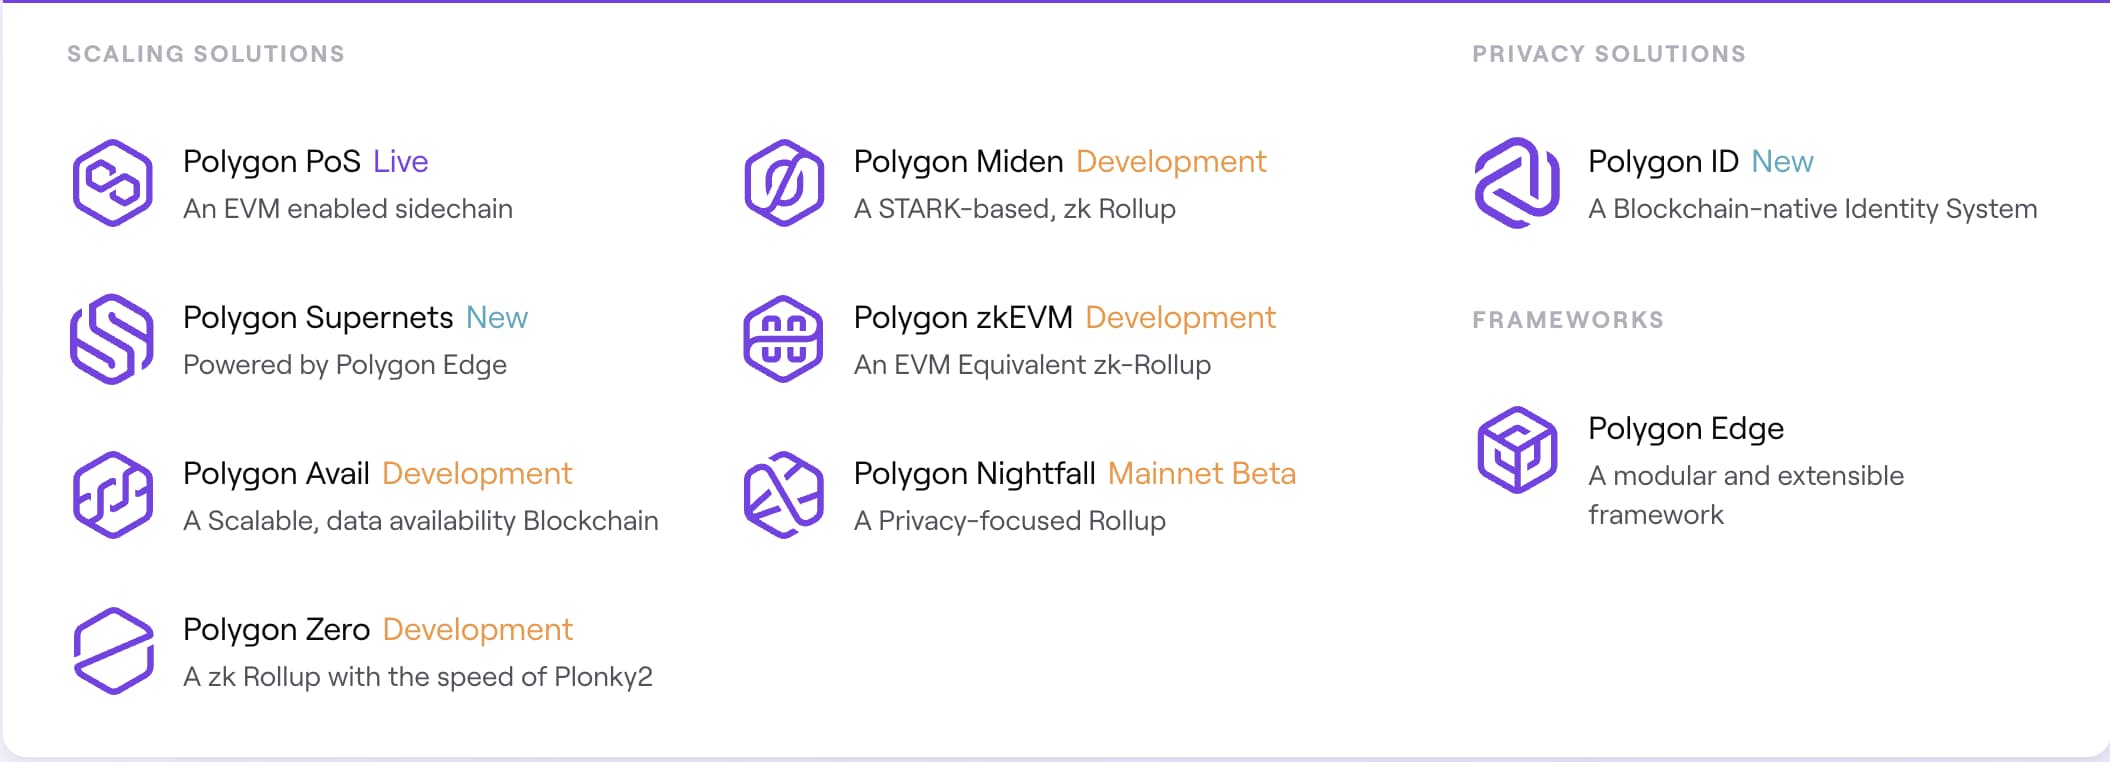 SCALING SOLUTIONS
Polygon PoS Live
An EVM enabled sidechain
Polygon Supernets New
Powered by Polygon Edge
Polygon Avail Development
A Scalable, data availability Blockchain
Polygon Zero Development
A zk Rollup with the speed of Plonky2
Polygon Miden Development
A STARK-based, zk Rollup
Polygon zkEVM Development
An EVM Equivalent zk-Rollup
Polygon Nightfall Mainnet Beta
A Privacy-focused Rollup
PRIVACY SOLUTIONS
Polygon ID New
A Blockchain-native Identity System
FRAMEWORKS
Polygon Edge
A modular and extensible
framework